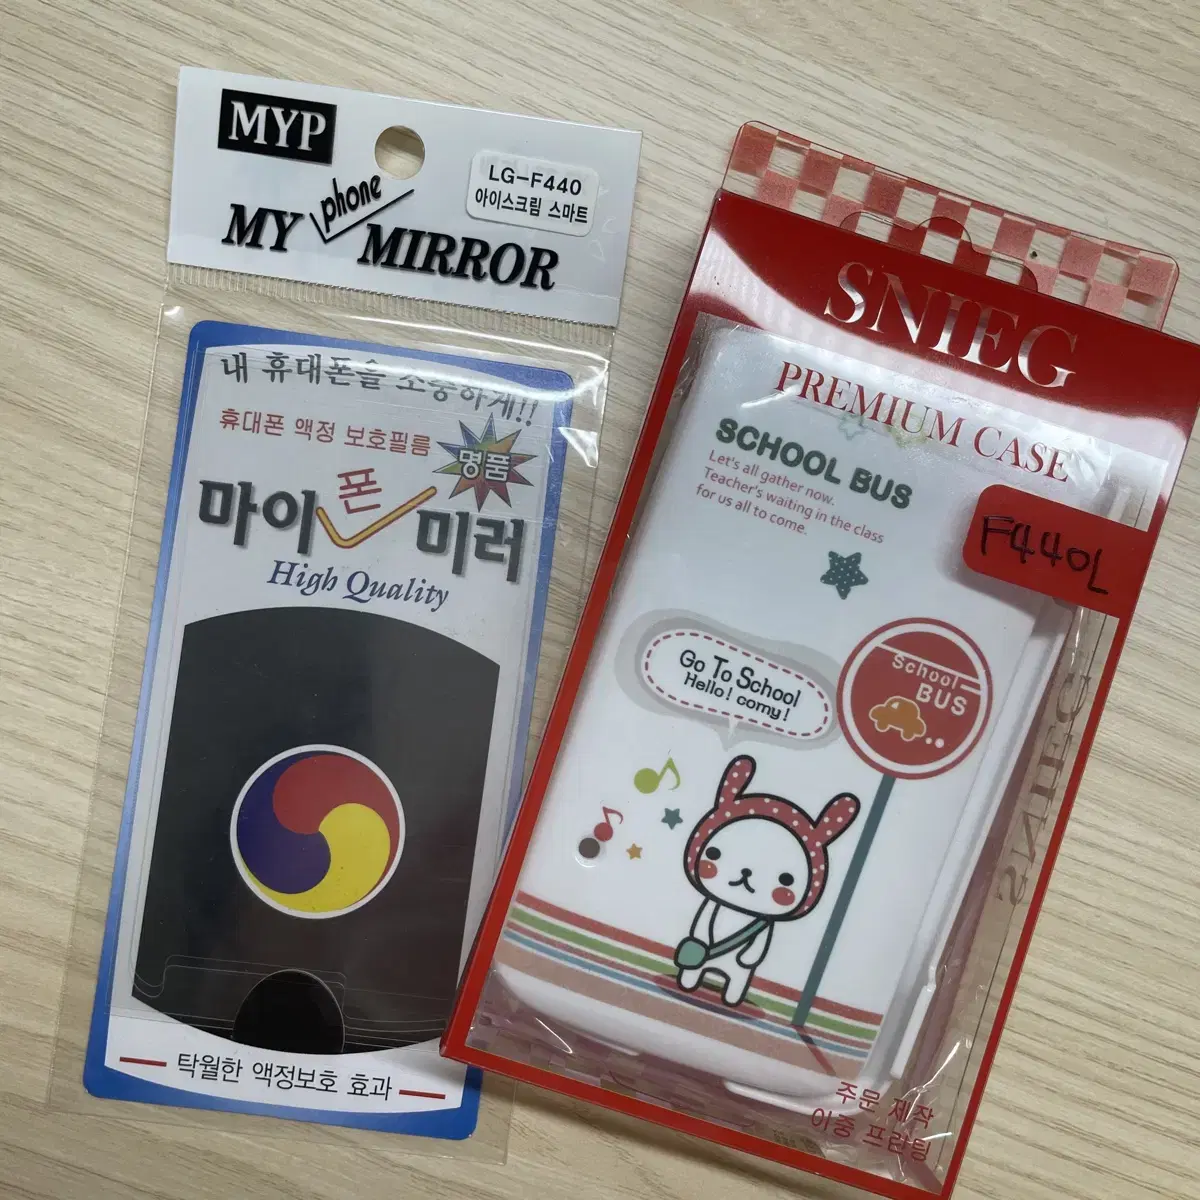 MYP
MY phone MIRROR
LG-F440
아이스크림 스마트
내 휴대폰을 소중하게!!
휴대폰 액정 보호필름
명품
마이 폰 미러
High Quality
탁월한 액정보호 효과
SNIEG
PREMIUM CASE
SCHOOL BUS
Let's all gather now.
Teacher's waiting in the class
for us all to come.
F440L
Go To School
Hello! comy!
School
BUS
SNIEG
주문 제작
이중 프린팅